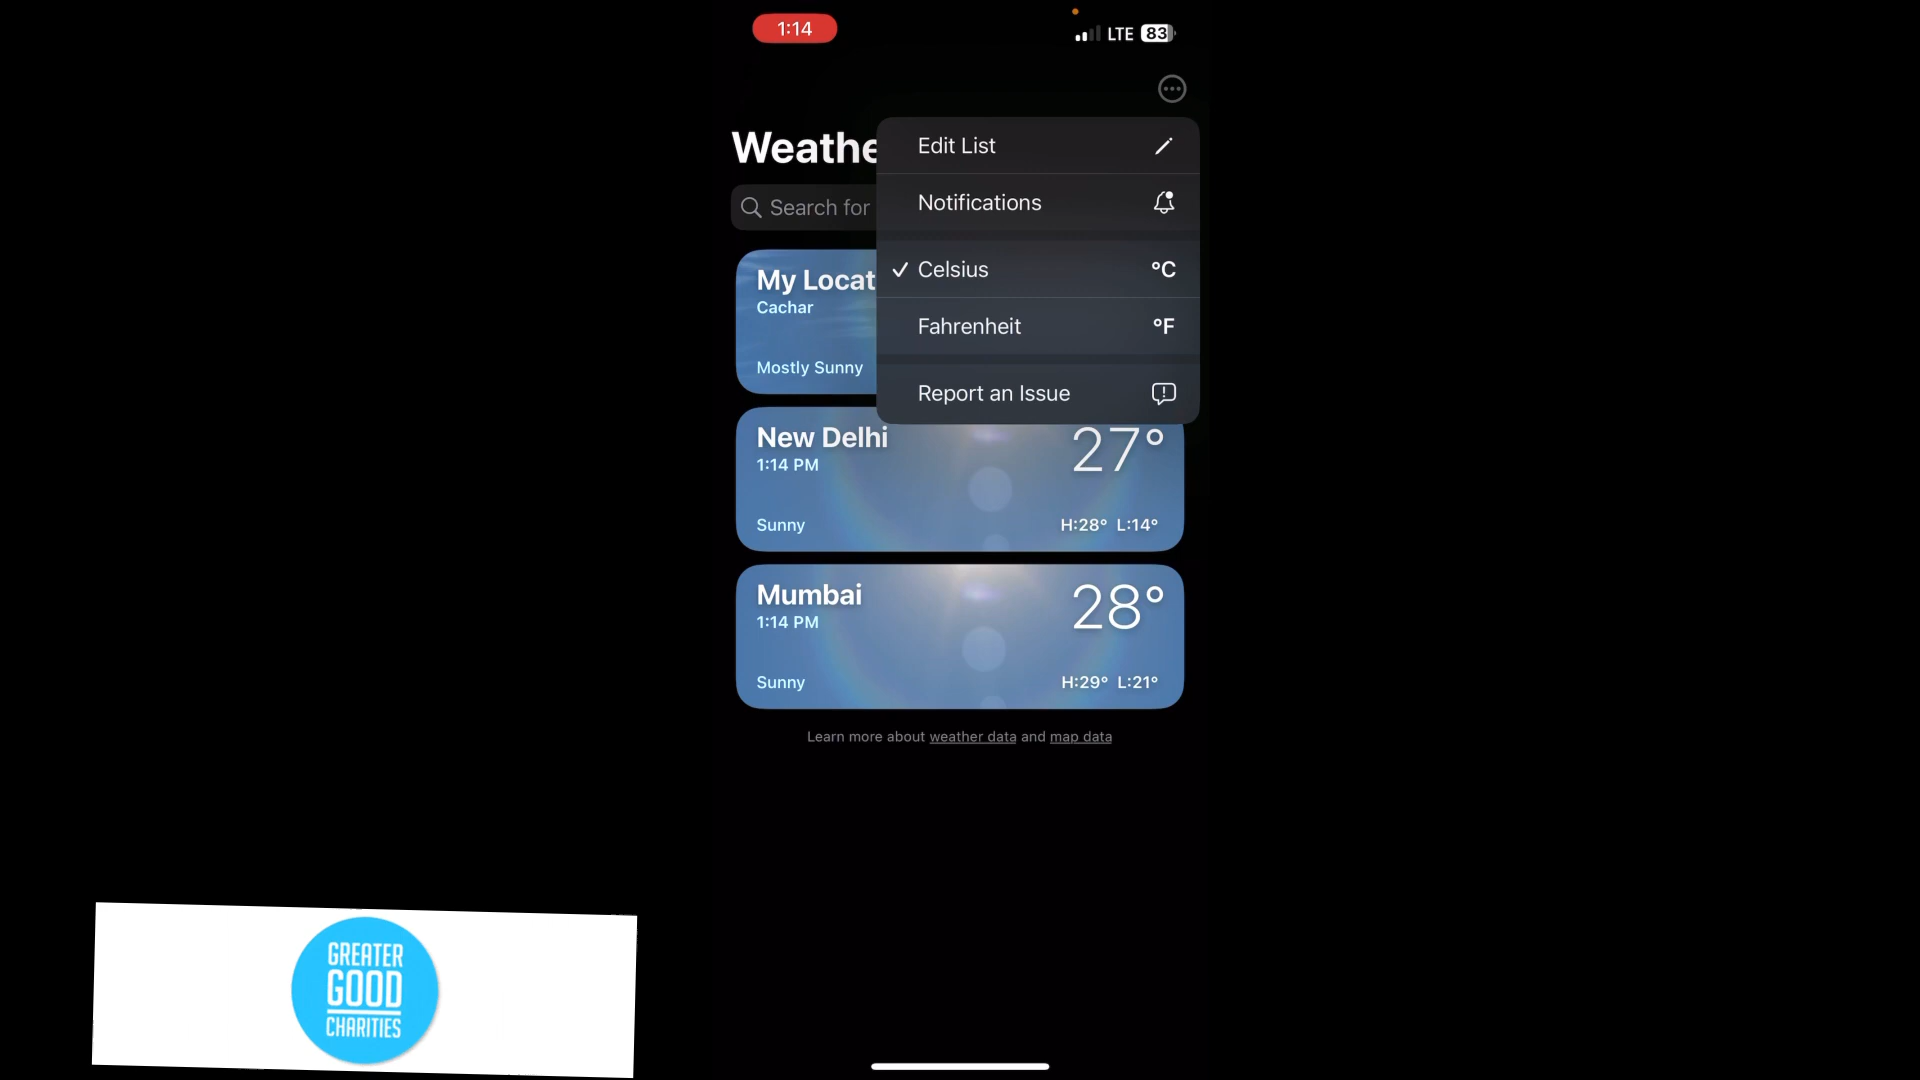 1:14
LTE 83
Weathe
Edit List
Notifications
Search for
Celsius °C
Fahrenheit °F
Report an Issue
My Locat
Cachar
Mostly Sunny
New Delhi
27°
1:14 PM
Sunny
H:28° L:14°
Mumbai
28°
1:14 PM
Sunny
H:29° L:21°
Learn more about weather data and map data
GREATER
GOOD
CHARITIES